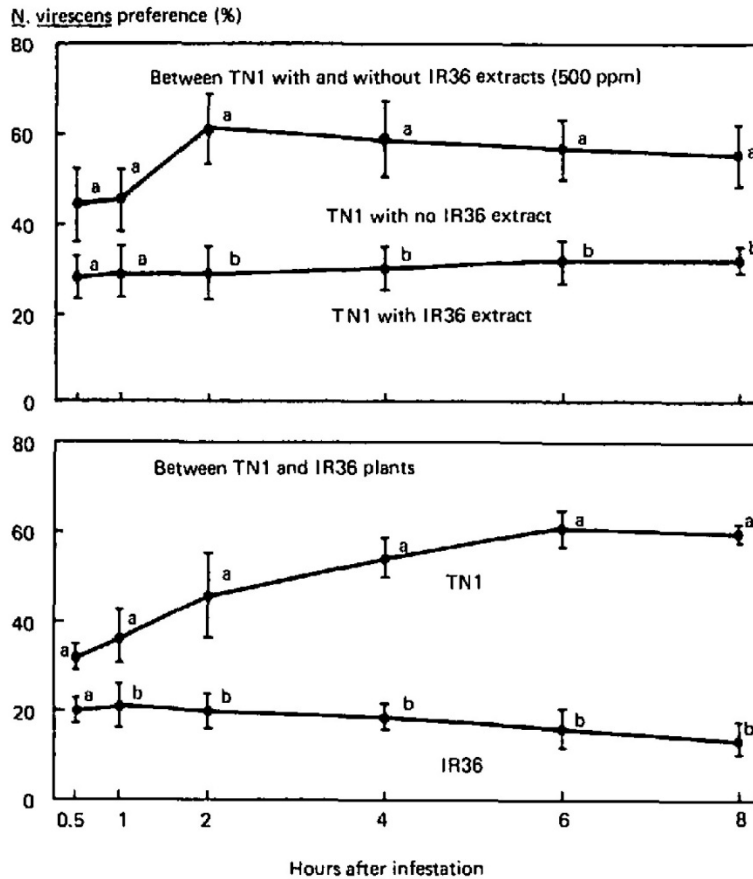 N. virescens preference (%)
80
Between TN1 with and without IR36 extracts (500 ppm)
a
a
a
a
60
a
a
40
TN1 with no IR36 extract
a
a
b
b
b
b
20
TN1 with IR36 extract
0
80
Between TN1 and IR36 plants
a
a
60
a
a
TN1
40
a
a
20
a
b
b
b
b
b
IR36
0
0.5 1 2 4 6 8
Hours after infestation